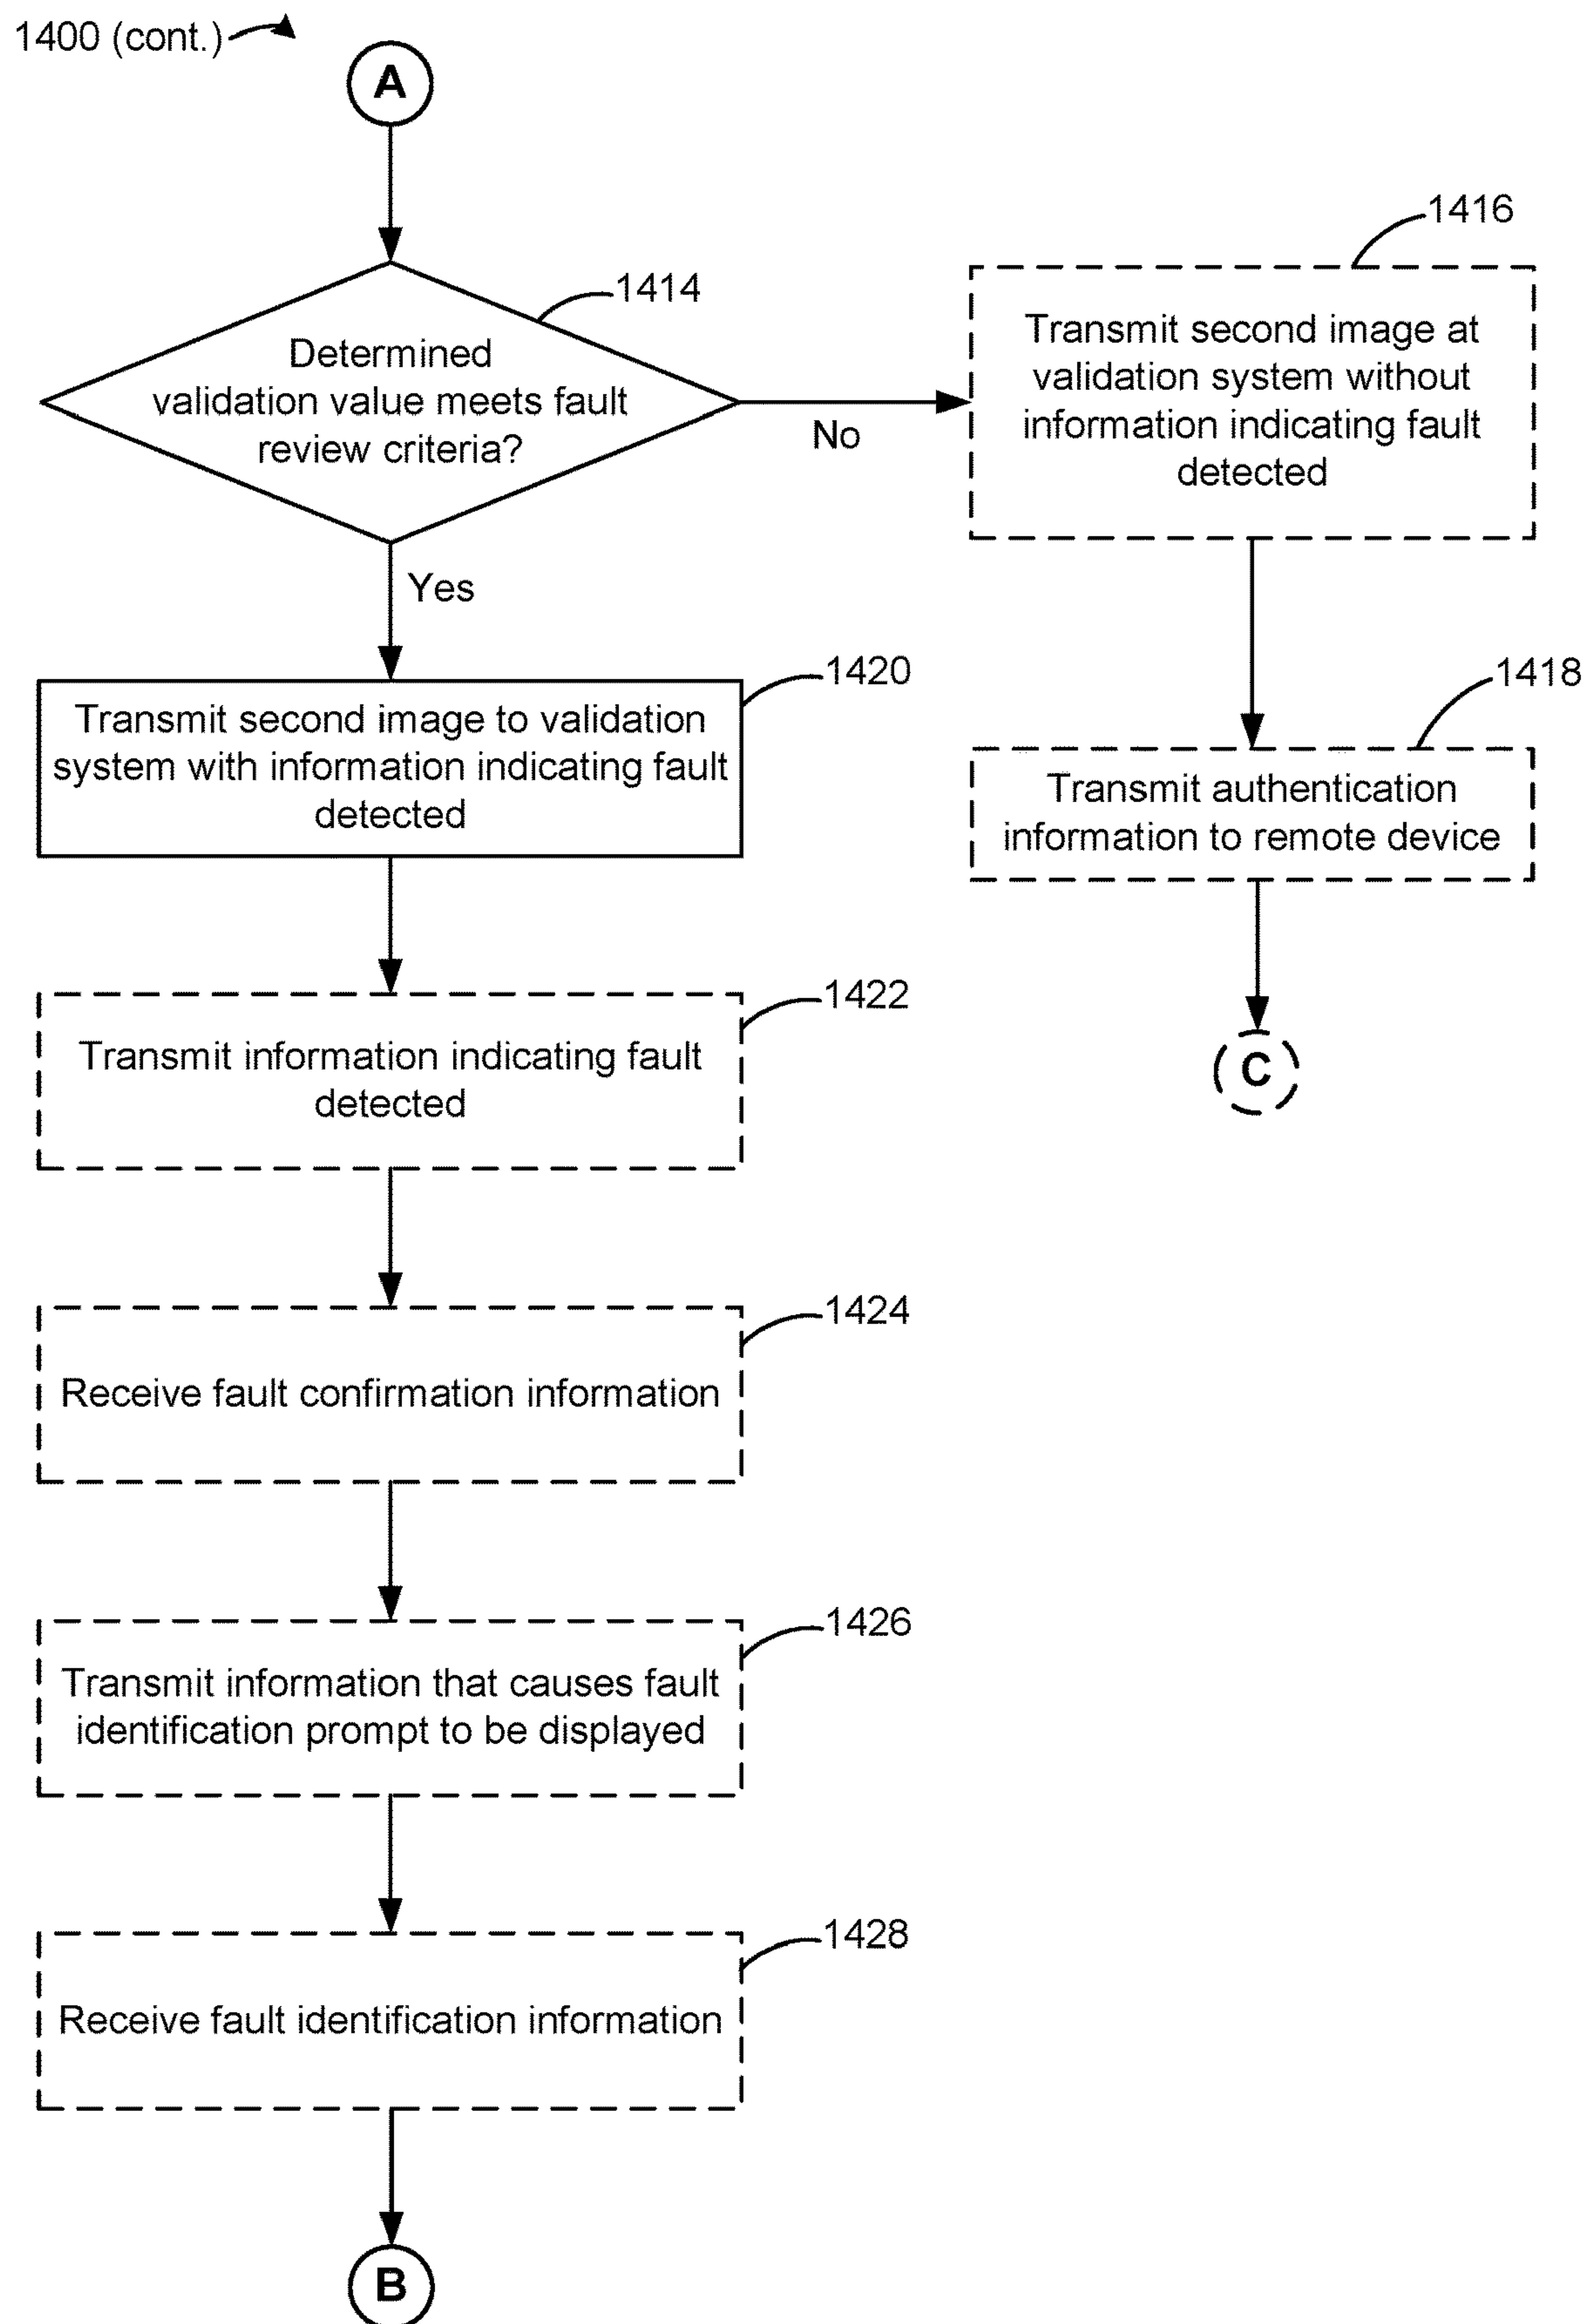 1400 (cont.)
A
1414
Determined
validation value meets fault
review criteria?
No
Yes
1416
Transmit second image at
validation system without
information indicating fault
detected
1420
Transmit second image to validation
system with information indicating fault
detected
1418
Transmit authentication
information to remote device
C
1422
Transmit information indicating fault
detected
1424
Receive fault confirmation information
1426
Transmit information that causes fault
identification prompt to be displayed
1428
Receive fault identification information
B